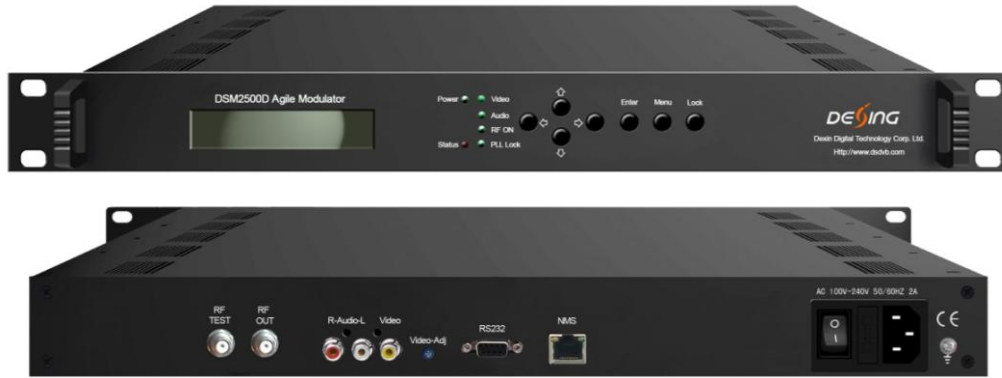 DSM2500D Agile Modulator
Power
Video
Audio
RF ON
Status
PLL Lock
Enter
Menu
Lock
DESING
Dexin Digital Technology Corp. Ltd.
Http://www.dsdvb.com
RF TEST
RF OUT
R-Audio-L
Video
Video-Adj
RS232
NMS
AC 100V-240V 50/60HZ 2A
O
I
CE